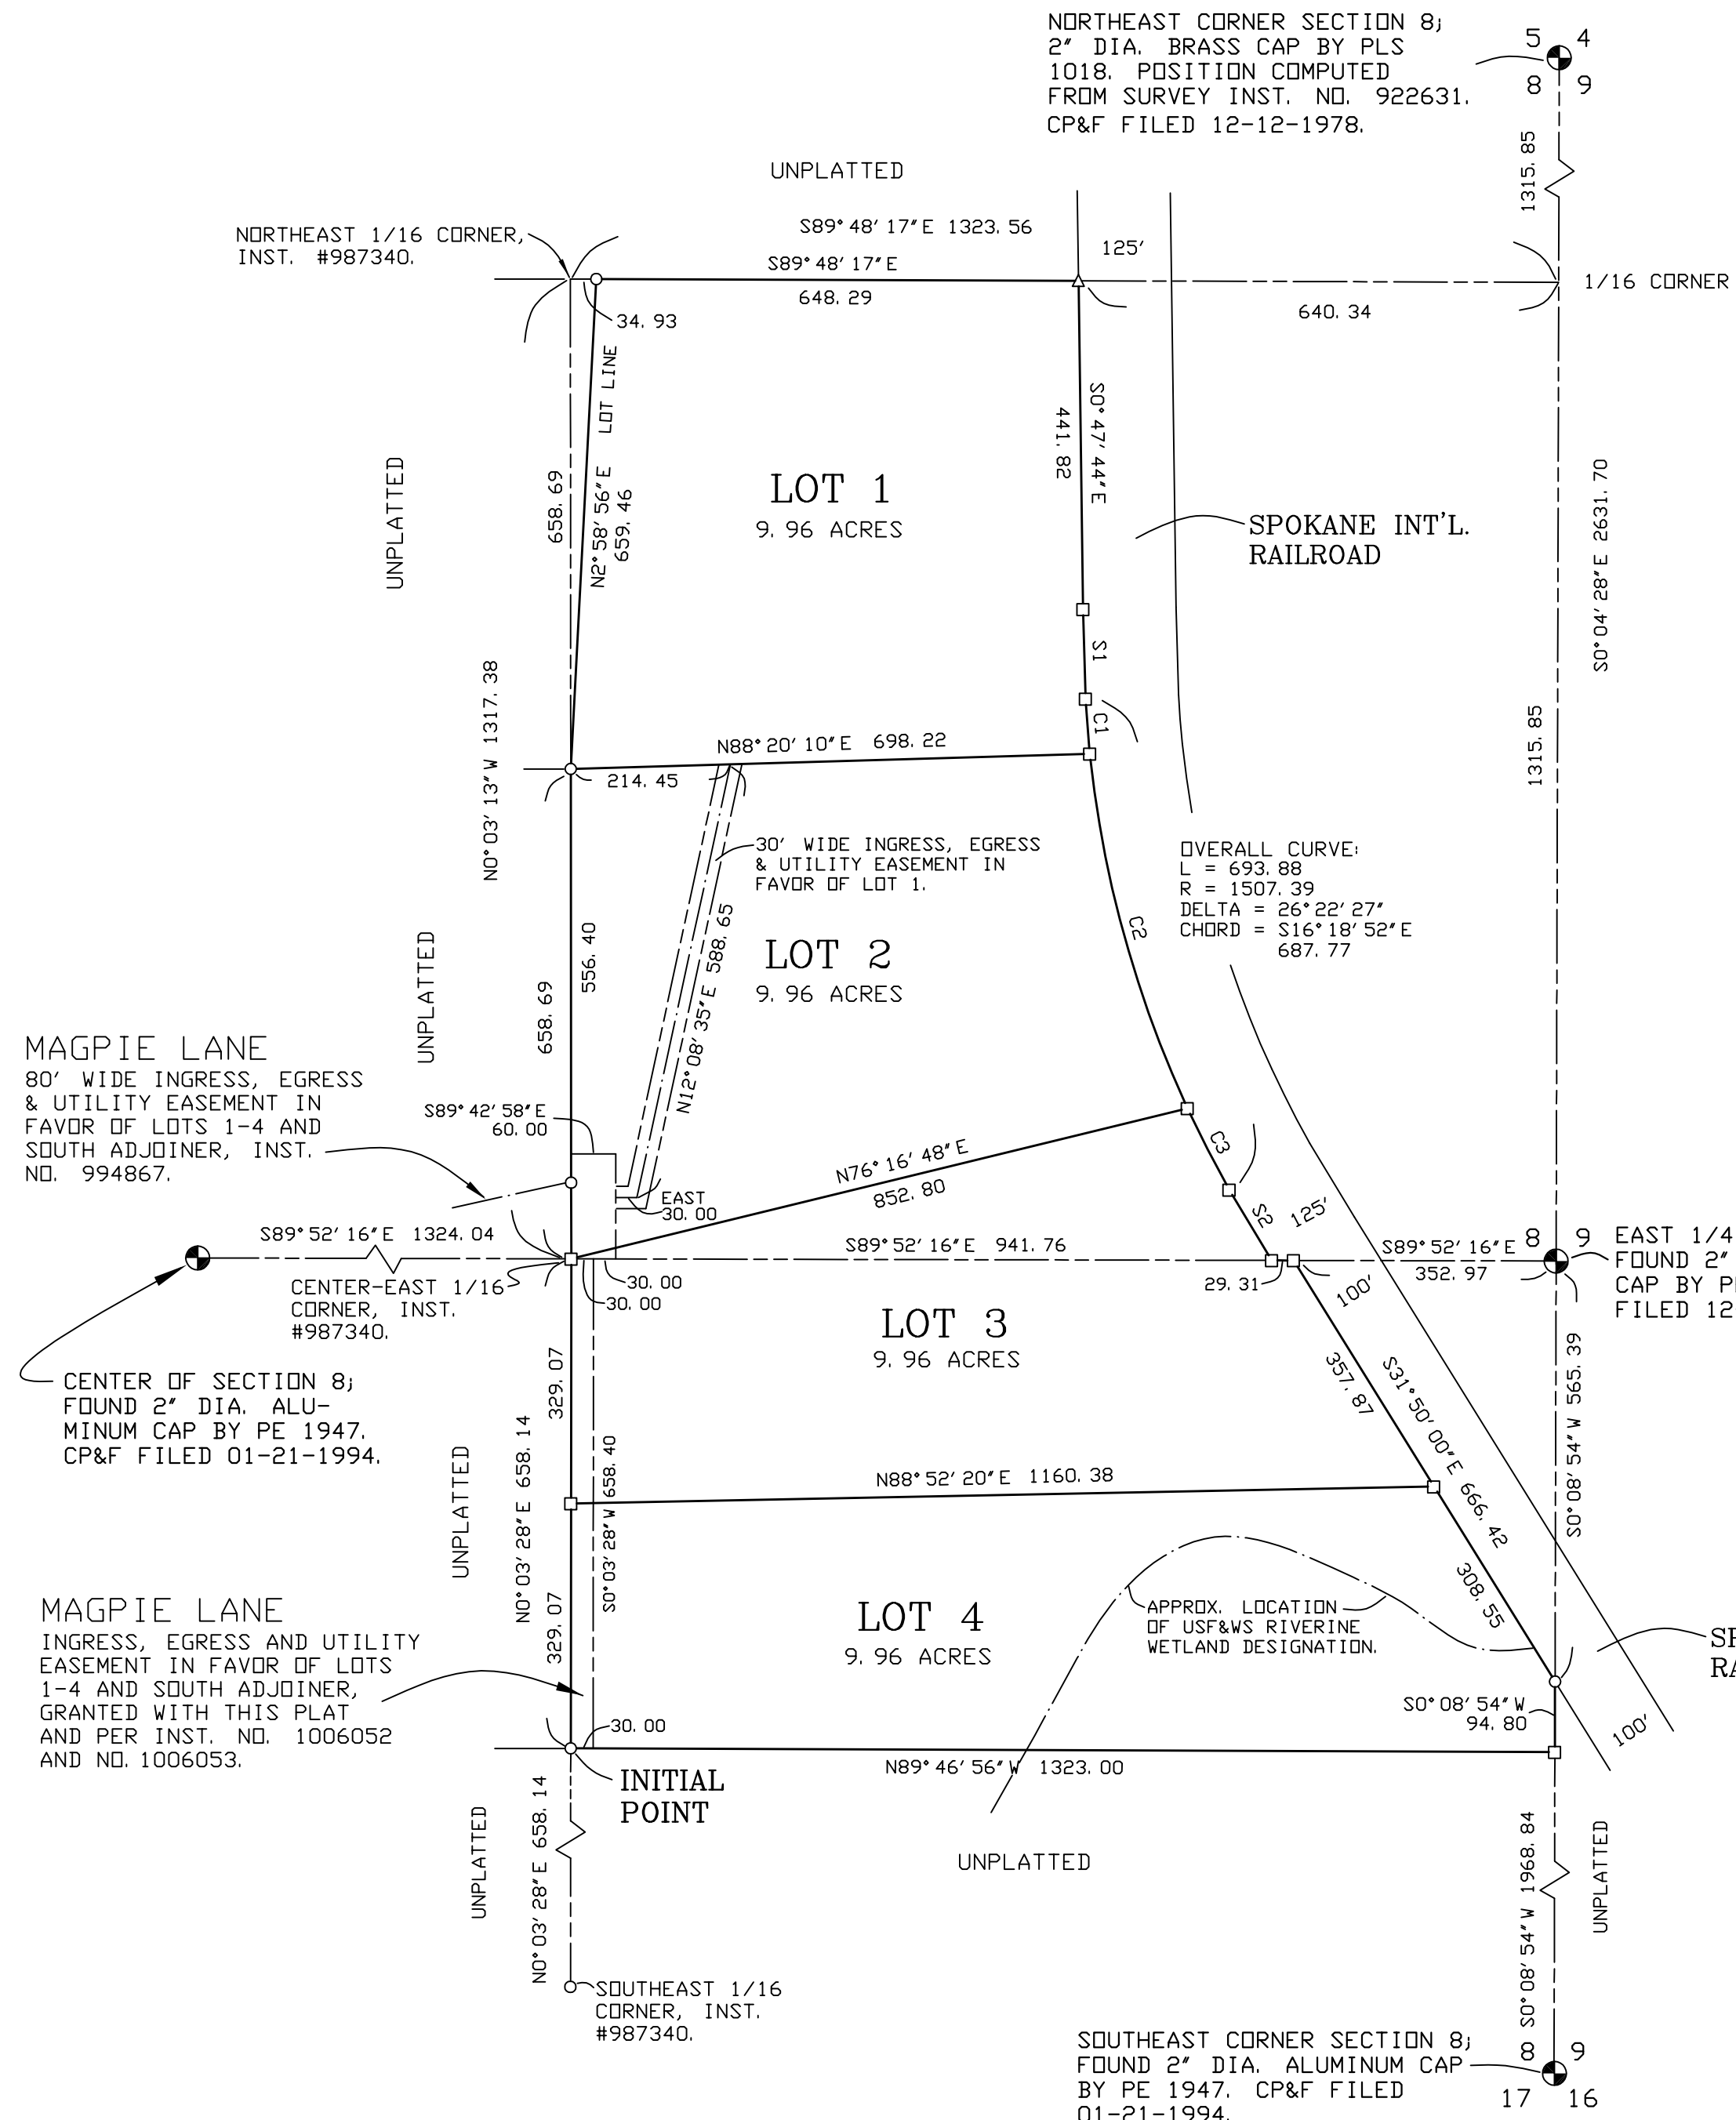 NORTHEAST CORNER SECTION 8;
2" DIA. BRASS CAP BY PLS
1018. POSITION COMPUTED
FROM SURVEY INST. NO. 922631.
CP&F FILED 12-12-1978.
5 4
8 9
1315.85
UNPLATTED
NORTHEAST 1/16 CORNER,
INST. #987340.
S89°48'17"E 1323.56
125'
S89°48'17"E
648.29
34.93
640.34
1/16 CORNER
LOT LINE
N2°58'56"E
659.46
658.69
UNPLATTED
S0°47'44"E
441.82
LOT 1
9.96 ACRES
SPOKANE INT'L.
RAILROAD
S0°04'28"E 2631.70
S1
C1
N0°03'13"W 1317.38
N88°20'10"E 698.22
214.45
1315.85
30' WIDE INGRESS, EGRESS
& UTILITY EASEMENT IN
FAVOR OF LOT 1.
OVERALL CURVE:
L = 693.88
R = 1507.39
DELTA = 26°22'27"
CHORD = S16°18'52"E
687.77
C2
556.40
658.69
UNPLATTED
N12°08'35"E 588.65
LOT 2
9.96 ACRES
MAGPIE LANE
80' WIDE INGRESS, EGRESS
& UTILITY EASEMENT IN
FAVOR OF LOTS 1-4 AND
SOUTH ADJOINER, INST.
NO. 994867.
S89°42'58"E
60.00
EAST
30.00
N76°16'48"E
852.80
C3
S2
125'
S89°52'16"E 1324.04
S89°52'16"E 941.76
S89°52'16"E
352.97
8 9
EAST 1/4
FOUND 2"
CAP BY
FILED 12
CENTER-EAST 1/16
CORNER, INST.
#987340.
30.00
30.00
29.31
100'
LOT 3
9.96 ACRES
CENTER OF SECTION 8;
FOUND 2" DIA. ALU-
MINUM CAP BY PE 1947.
CP&F FILED 01-21-1994.
329.07
357.87
S31°50'00"E 666.42
S0°08'54"W 565.39
N0°03'28"E 658.14
S0°03'28"W 658.40
UNPLATTED
N88°52'20"E 1160.38
308.55
MAGPIE LANE
INGRESS, EGRESS AND UTILITY
EASEMENT IN FAVOR OF LOTS
1-4 AND SOUTH ADJOINER,
GRANTED WITH THIS PLAT
AND PER INST. NO. 1006052
AND NO. 1006053.
329.07
LOT 4
9.96 ACRES
APPROX. LOCATION
OF USF&WS RIVERINE
WETLAND DESIGNATION.
S0°08'54"W
94.80
100'
30.00
N89°46'56"W 1323.00
INITIAL
POINT
UNPLATTED
N0°03'28"E 658.14
UNPLATTED
S0°08'54"W 1968.84
UNPLATTED
SOUTHEAST 1/16
CORNER, INST.
#987340.
SOUTHEAST CORNER SECTION 8;
FOUND 2" DIA. ALUMINUM CAP
BY PE 1947. CP&F FILED
01-21-1994.
8 9
17 16